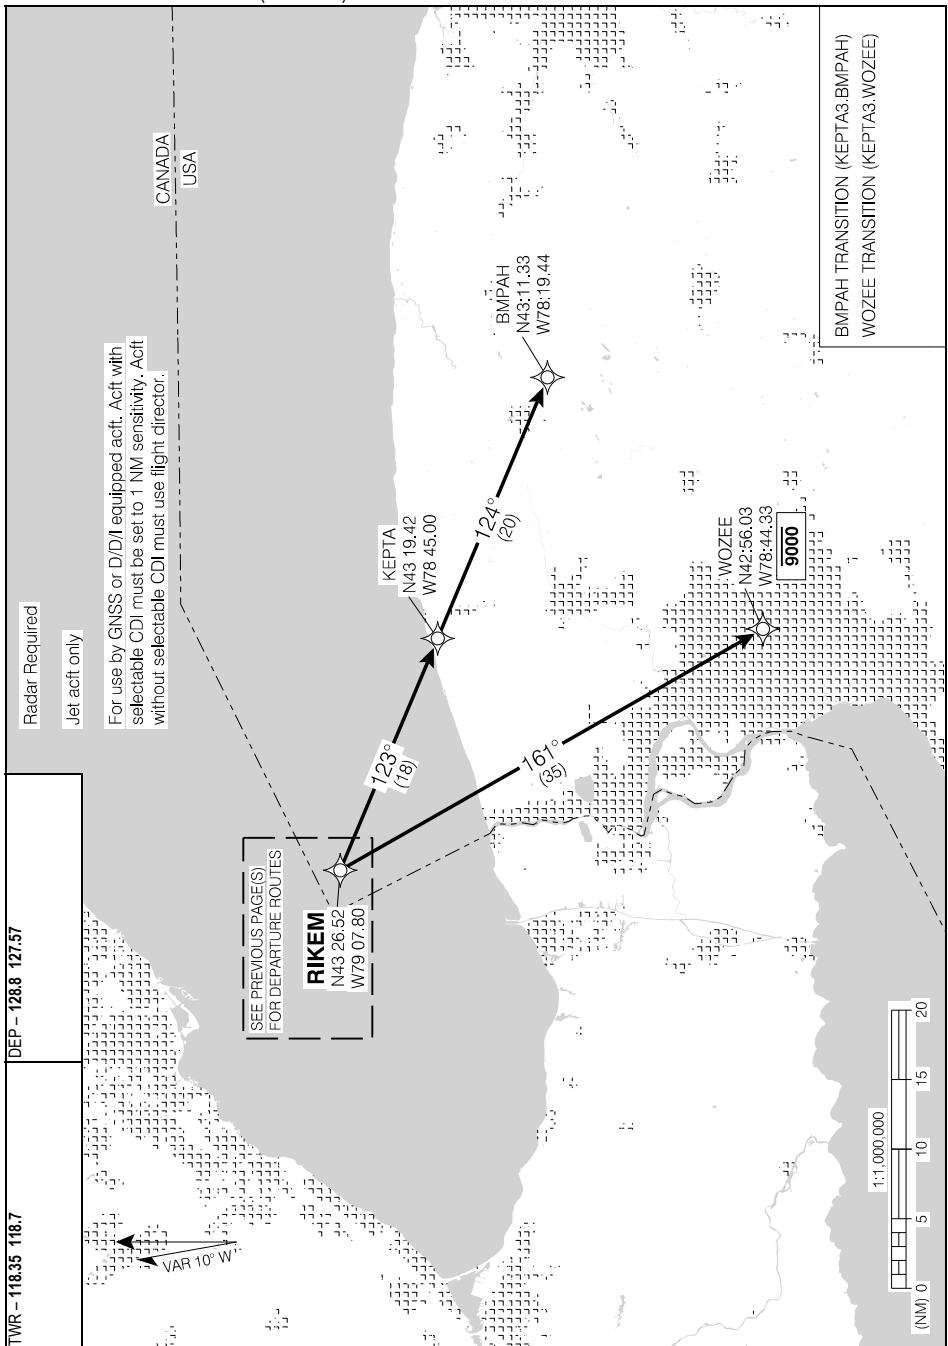 TWR – 118.35 118.7
DEP – 128.8 127.57
Radar Required
Jet acft only
For use by GNSS or D/D/I equipped acft. Acft with
selectable CDI must be set to 1 NM sensitivity. Acft
without selectable CDI must use flight director.
CANADA
USA
VAR 10° W
SEE PREVIOUS PAGE(S)
FOR DEPARTURE ROUTES
RIKEM
N43 26.52
W79 07.80
123°
(18)
KEPTA
N43 19.42
W78 45.00
124°
(20)
BMPAH
N43:11.33
W78:19.44
161°
(35)
WOZEE
N42:56.03
W78:44.33
9000
1:1,000,000
(NM) 0 5 10 15 20
BMPAH TRANSITION (KEPTA3.BMPAH)
WOZEE TRANSITION (KEPTA3.WOZEE)